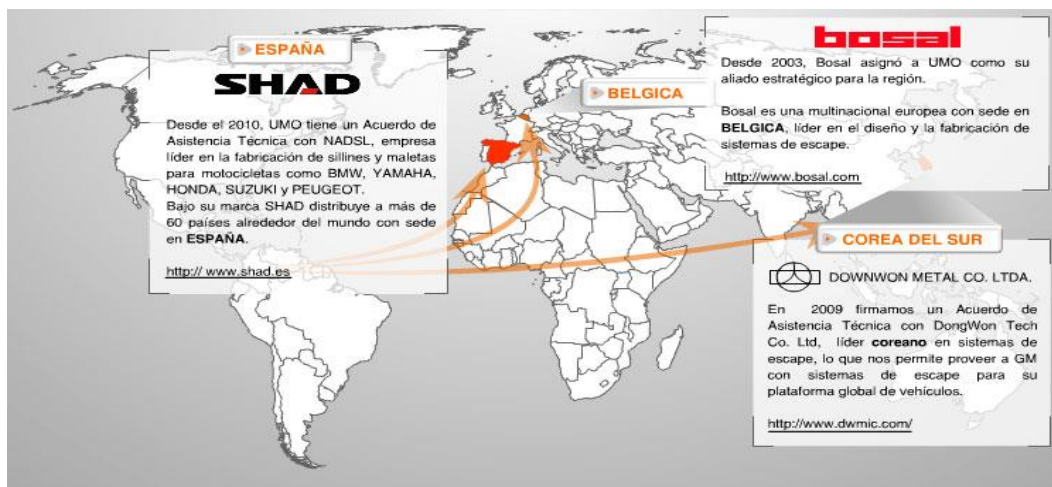 ESPAÑA
SHAD
Desde el 2010, UMO tiene un Acuerdo de
Asistencia Técnica con NADSL, empresa
líder en la fabricación de sillines y maletas
para motocicletas como BMW, YAMAHA,
HONDA, SUZUKI y PEUGEOT.
Bajo su marca SHAD distribuye a más de
60 países alrededor del mundo con sede
en ESPAÑA.
http:// www.shad.es
BELGICA
bosal
Desde 2003, Bosal asignó a UMO como su
aliado estratégico para la región.
Bosal es una multinacional europea con sede en
BELGICA, líder en el diseño y la fabricación de
sistemas de escape.
http://www.bosal.com
COREA DEL SUR
DOWNWON METAL CO. LTDA.
En 2009 firmamos un Acuerdo de
Asistencia Técnica con DongWon Tech
Co. Ltd, líder coreano en sistemas de
escape, lo que nos permite proveer a GM
con sistemas de escape para su
plataforma global de vehículos.
http://www.dwmic.com/